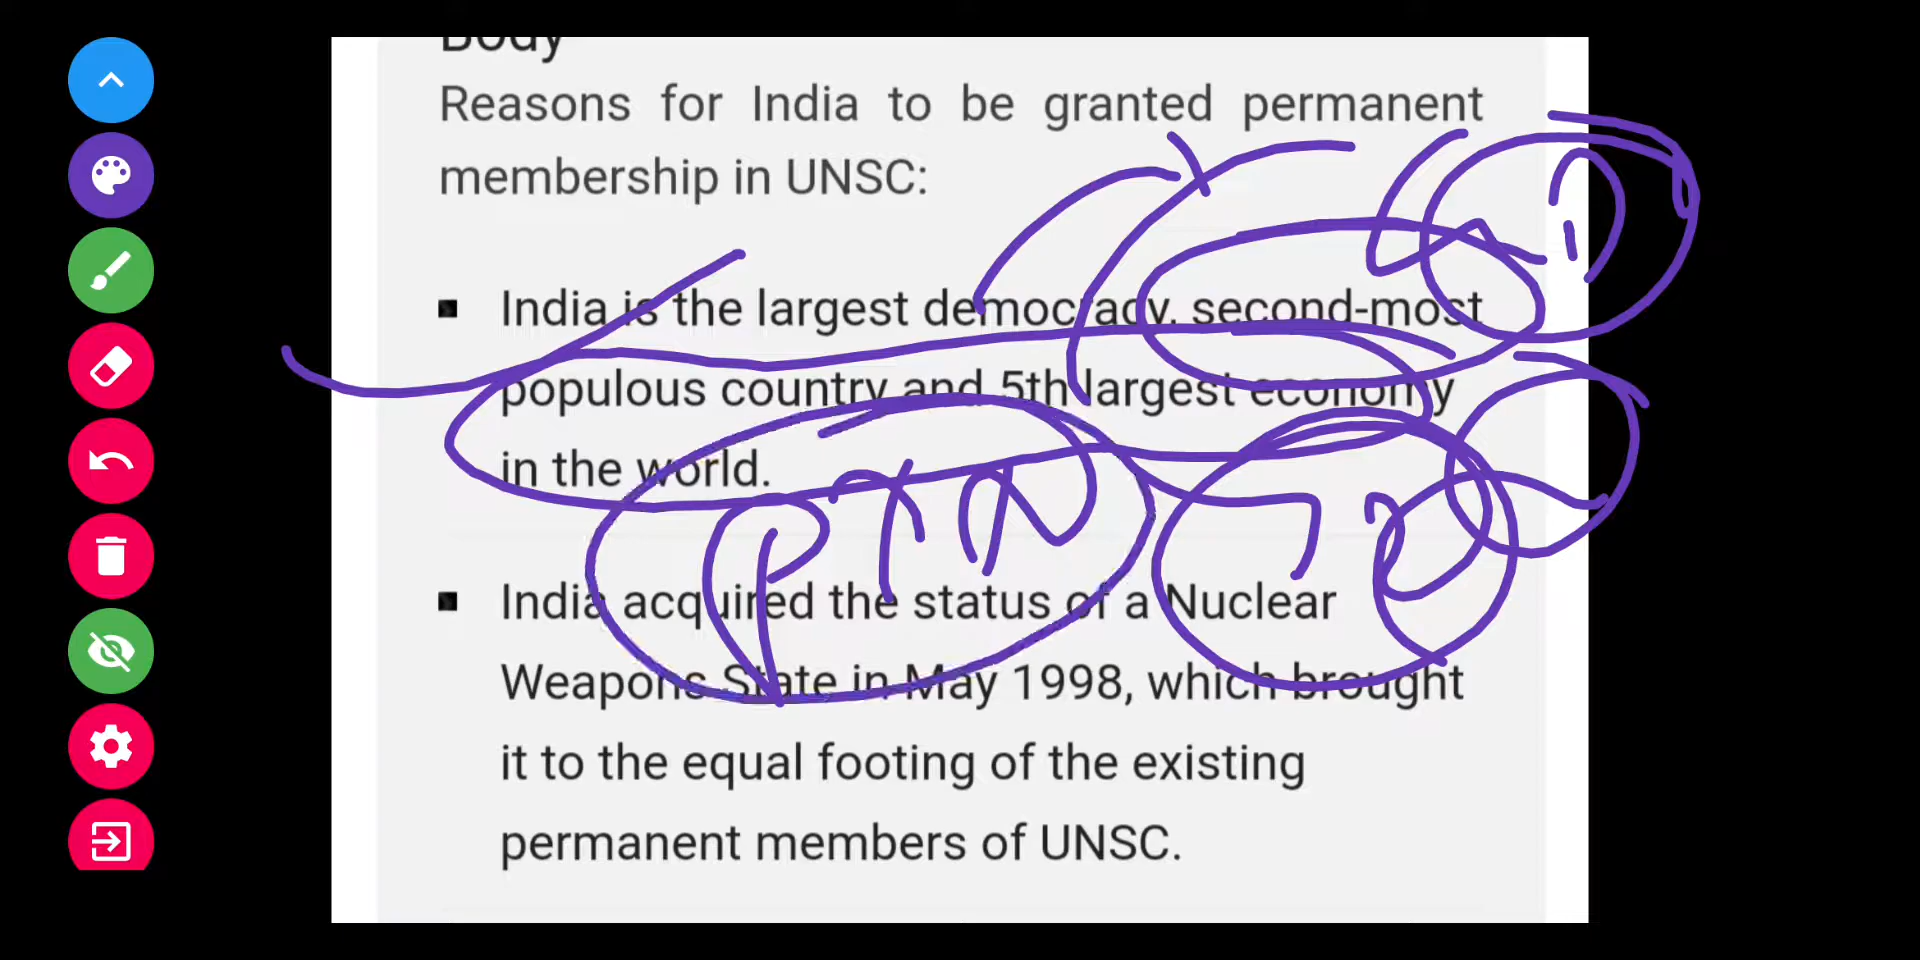 Body
Reasons for India to be granted permanent
membership in UNSC:
India is the largest democracy, second-most
populous country and 5th largest economy
in the world.
India acquired the status of a Nuclear
Weapons State in May 1998, which brought
it to the equal footing of the existing
permanent members of UNSC.